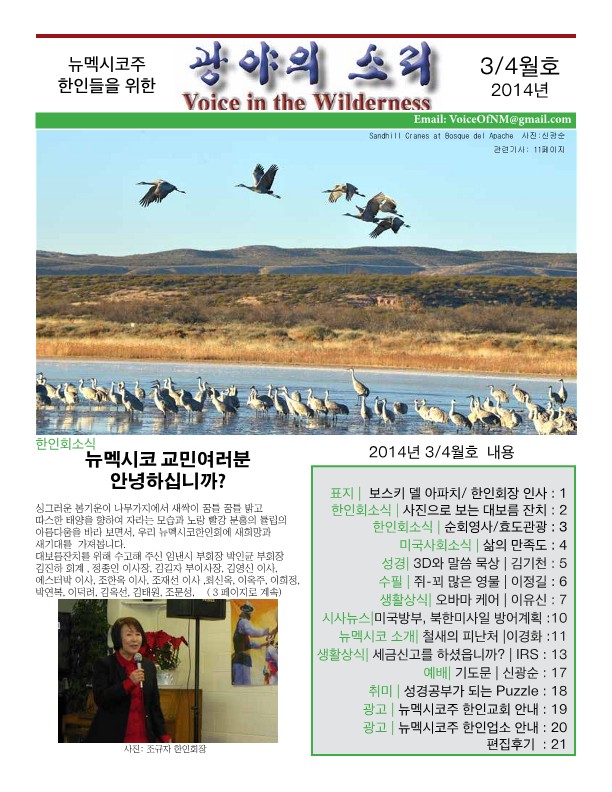 뉴멕시코주
한인들을 위한
광야의 소리
Voice in the Wilderness
3/4월호
2014년
Email: VoiceOfNM@gmail.com
Sandhill Cranes at Bosque del Apache 사진:신광순
관련기사: 11페이지
한인회소식
뉴멕시코 교민여러분
안녕하십니까?
싱그러운 봄기운이 나무가지에서 새싹이 꿈틀 꿈틀 밝고
따스한 태양을 향하여 자라는 모습과 노랑 빨강 분홍의 튤립의
아름다움을 바라 보면서, 우리 뉴멕시코한인회에 새희망과
새기대를 가져봅니다.
대보름잔치를 위해 수고해 주신 임낸시 부회장 박인균 부회장
김진하 회계 , 정종인 이사장, 김길자 부이사장, 김영신 이사,
에스터박 이사, 조한옥 이사, 조재선 이사 ,최신옥, 이옥주, 이희정,
박연복, 이덕려, 김옥선, 김태원, 조문성, ( 3 페이지로 계속)
사진: 조규자 한인회장
2014년 3/4월호 내용
표지 | 보스키 델 아파치/ 한인회장 인사 : 1
한인회소식 | 사진으로 보는 대보름 잔치 : 2
한인회소식 | 순회영사/효도관광 : 3
미국사회소식 | 삶의 만족도 : 4
성경| 3D와 말씀 묵상 | 김기천 : 5
수필 | 쥐-꾀 많은 영물 | 이정길 : 6
생활상식| 오바마 케어 | 이유신 : 7
시사뉴스|미국방부, 북한미사일 방어계획 :10
뉴멕시코 소개| 철새의 피난처 |이경화 :11
생활상식| 세금신고를 하셨읍니까? | IRS : 13
예배| 기도문 | 신광순 : 17
취미 | 성경공부가 되는 Puzzle : 18
광고 | 뉴멕시코주 한인교회 안내 : 19
광고 | 뉴멕시코주 한인업소 안내 : 20
편집후기 : 21